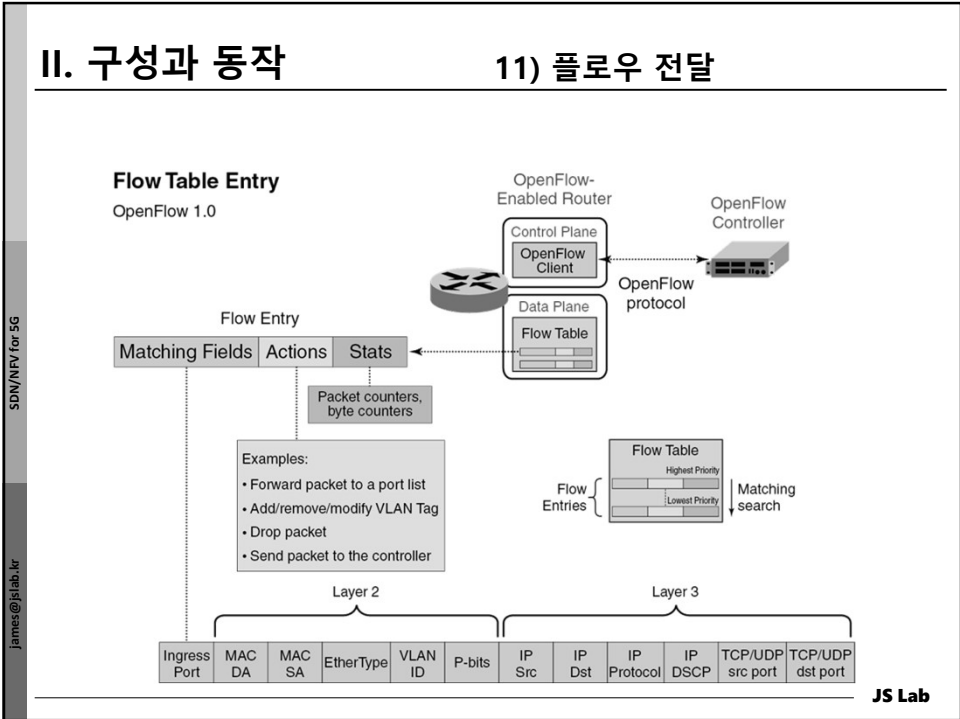 II. 구성과 동작
11) 플로우 전달
Flow Table Entry
OpenFlow 1.0
OpenFlow-
Enabled Router
OpenFlow
Controller
Control Plane
OpenFlow
Client
OpenFlow
protocol
Data Plane
Flow Table
Flow Entry
Matching Fields
Actions
Stats
Packet counters,
byte counters
Examples:
• Forward packet to a port list
• Add/remove/modify VLAN Tag
• Drop packet
• Send packet to the controller
Flow Table
Highest Priority
Lowest Priority
Flow
Entries
Matching
search
Layer 2
Layer 3
Ingress
Port
MAC
DA
MAC
SA
EtherType
VLAN
ID
P-bits
IP
Src
IP
Dst
IP
Protocol
IP
DSCP
TCP/UDP
src port
TCP/UDP
dst port
SDN/NFV for 5G
james@jslab.kr
JS Lab